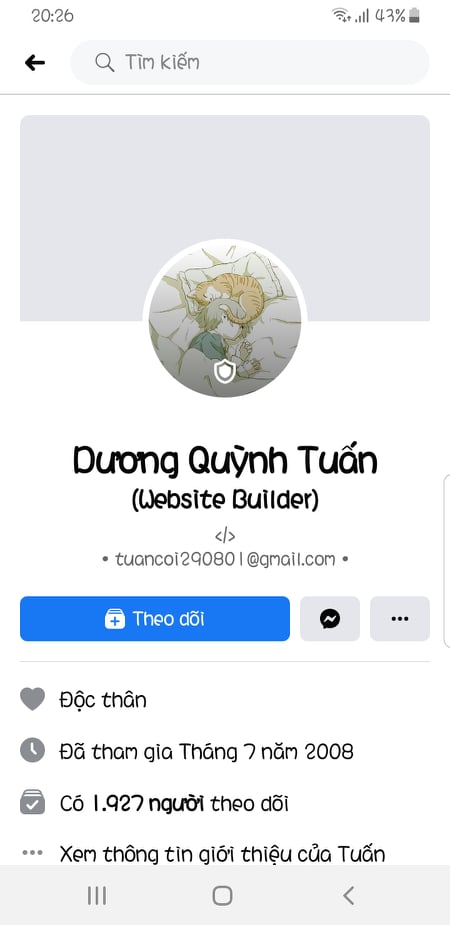 20:26
43%
Tìm kiếm
Dương Quỳnh Tuấn
(Website Builder)
</>
• tuancoi290801@gmail.com •
Theo dõi
Độc thân
Đã tham gia Tháng 7 năm 2008
Có 1.927 người theo dõi
Xem thông tin giới thiệu của Tuấn